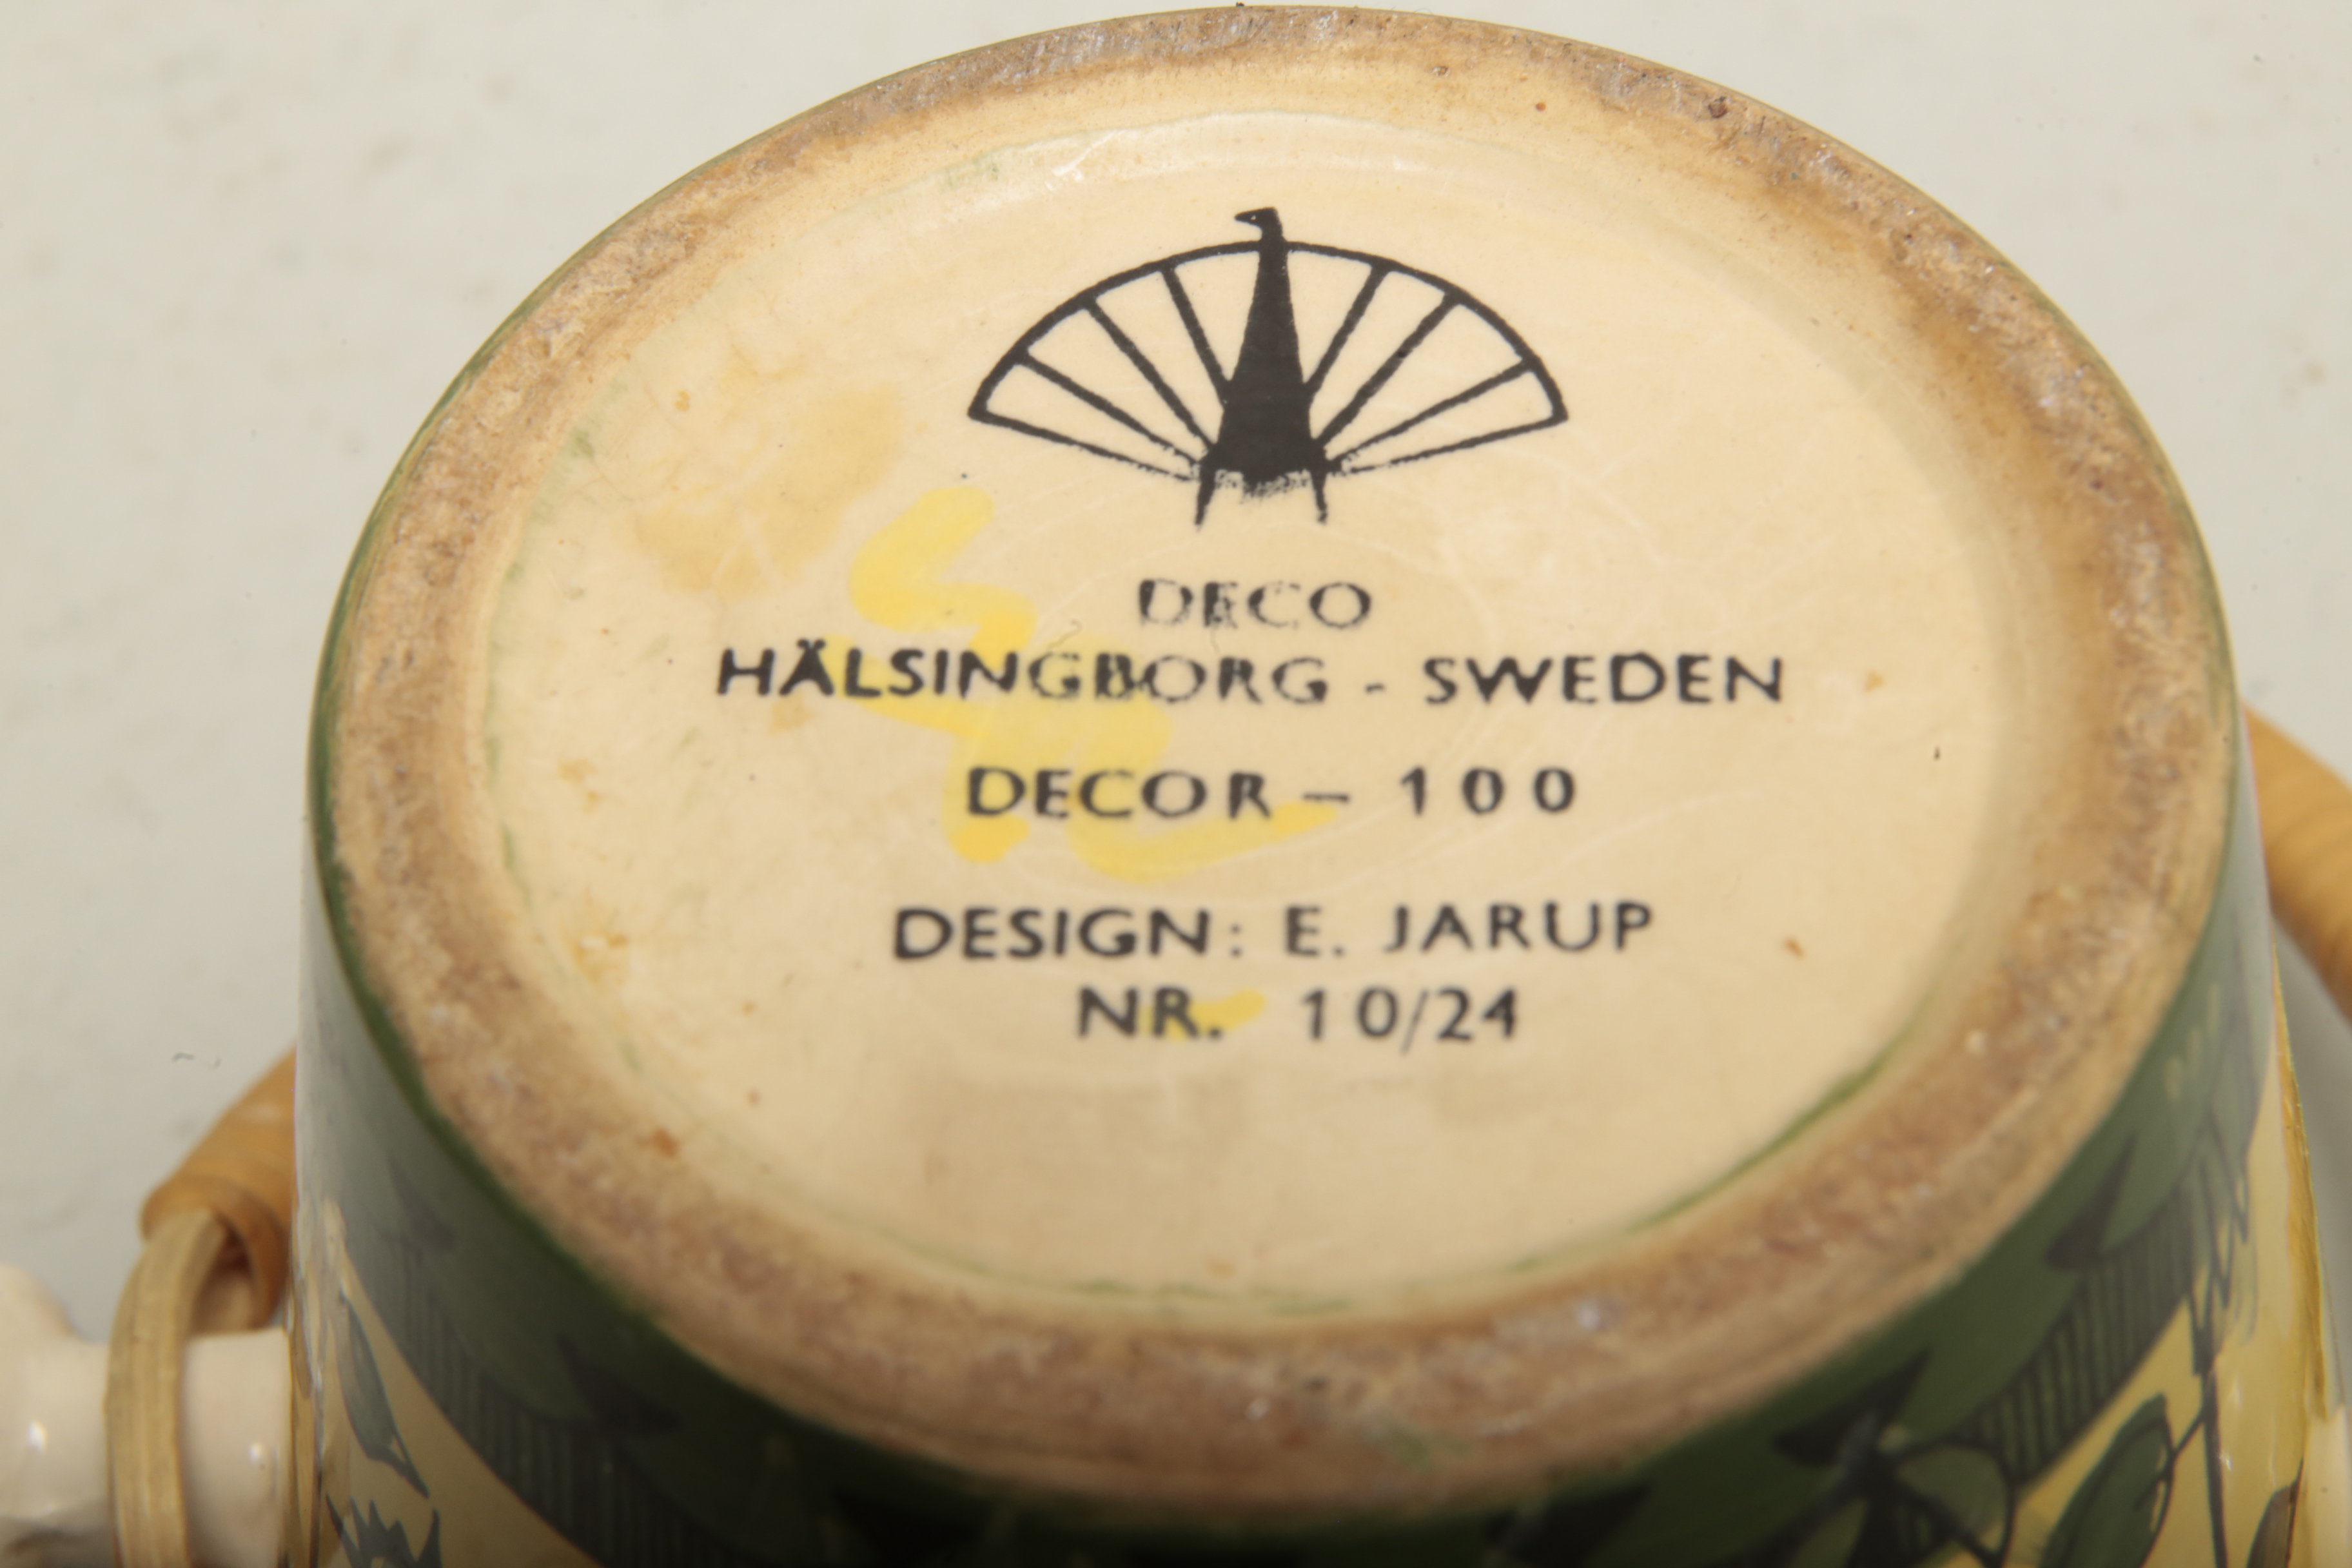 DECO
HÄLSINGBORG - SWEDEN
DECOR – 100
DESIGN: E. JARUP
NR. 10/24